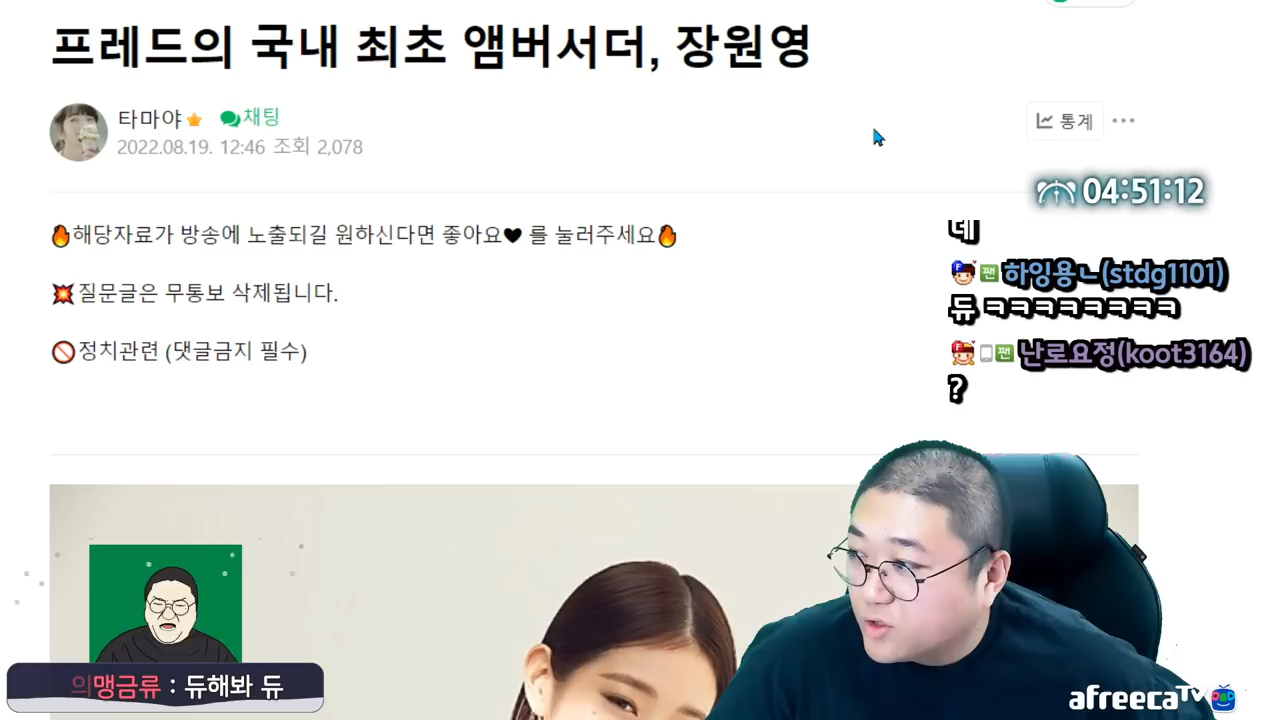 프레드의 국내 최초 앰버서더, 장원영
타마야 채팅
2022.08.19. 12:46 조회 2,078
통계
04:51:12
🔥해당자료가 방송에 노출되길 원하신다면 좋아요🖤 를 눌러주세요🔥
💥질문글은 무통보 삭제됩니다.
🚫정치관련 (댓글금지 필수)
데
F 팬 하잉용ㄴ(stdg1101)
듀 ㅋㅋㅋㅋㅋㅋㅋㅋ
F 팬 난로요정(koot3164)
?
의맹금류 : 듀해봐 듀
afreecaTV